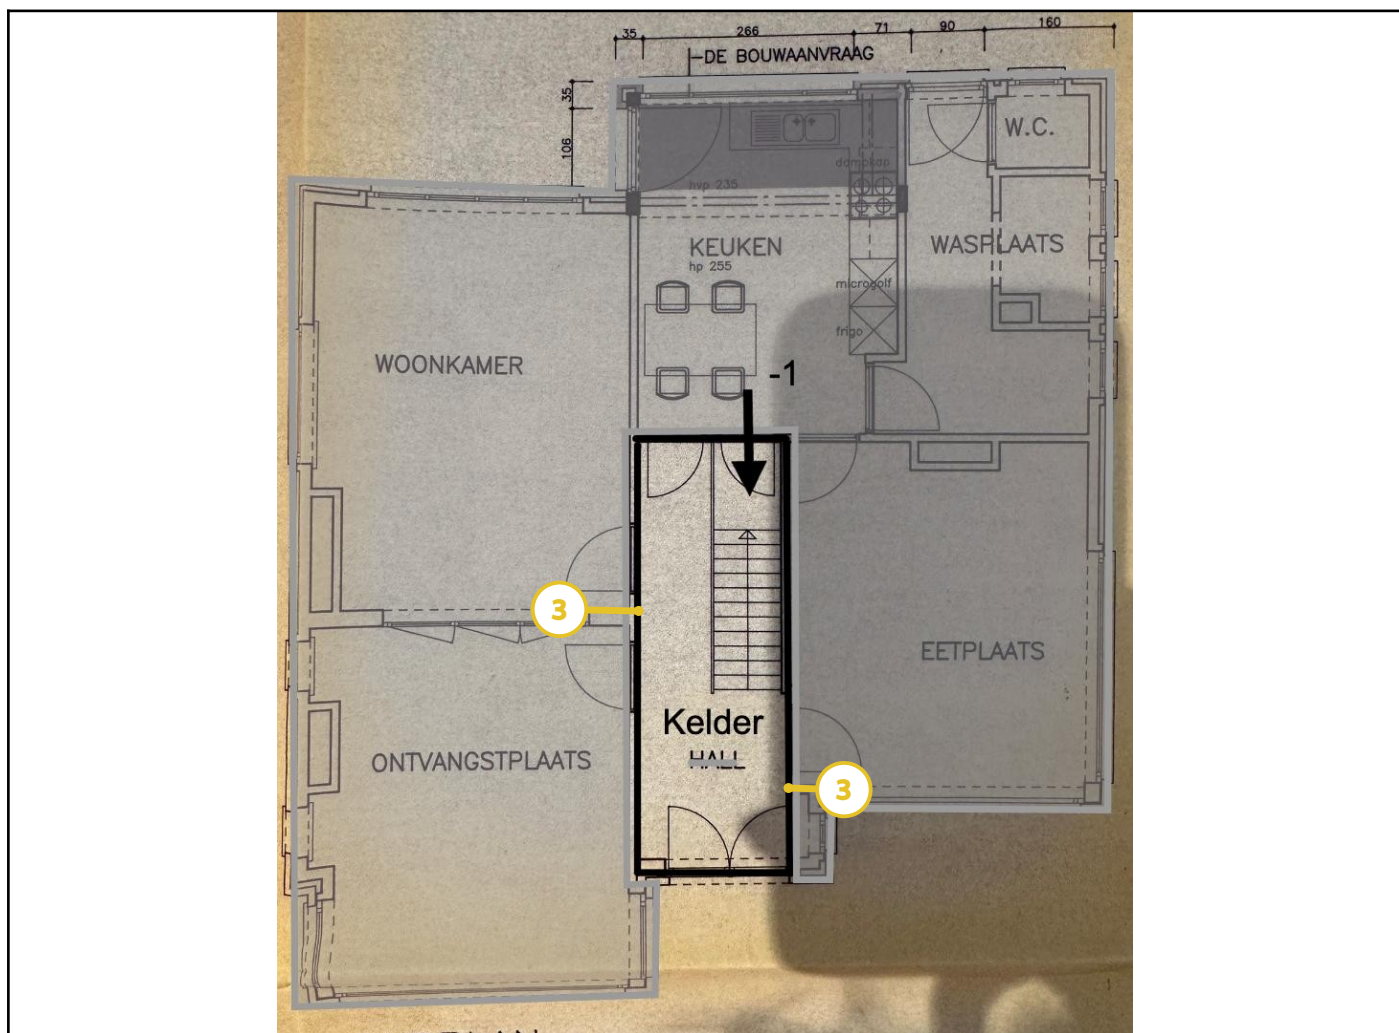 35 266 71 90 160
DE BOUWAANVRAAG
35
106
W.C.
dampkap
hvp 235
KEUKEN
hp 255
WASPLAATS
microgolf
frigo
WOONKAMER
-1
3
EETPLAATS
Kelder
HALL
ONTVANGSTPLAATS
3